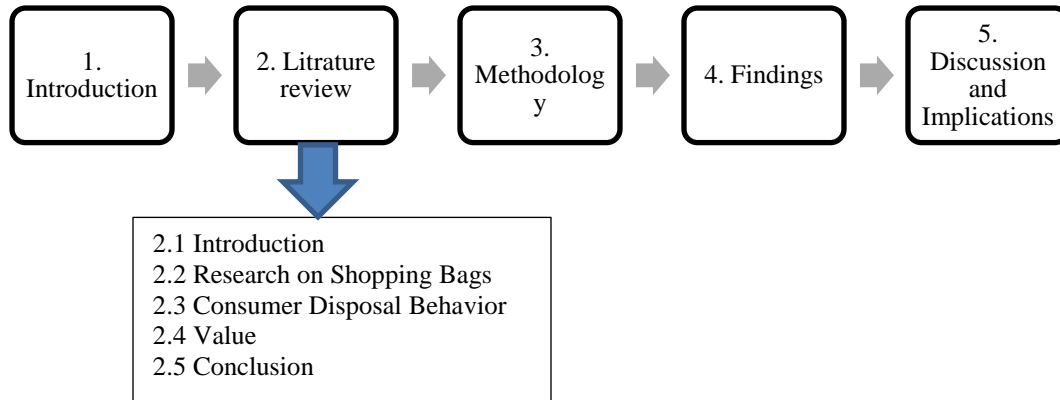 1.
Introduction
2. Litrature
review
3.
Methodolog
y
4. Findings
5.
Discussion
and
Implications
2.1 Introduction
2.2 Research on Shopping Bags
2.3 Consumer Disposal Behavior
2.4 Value
2.5 Conclusion